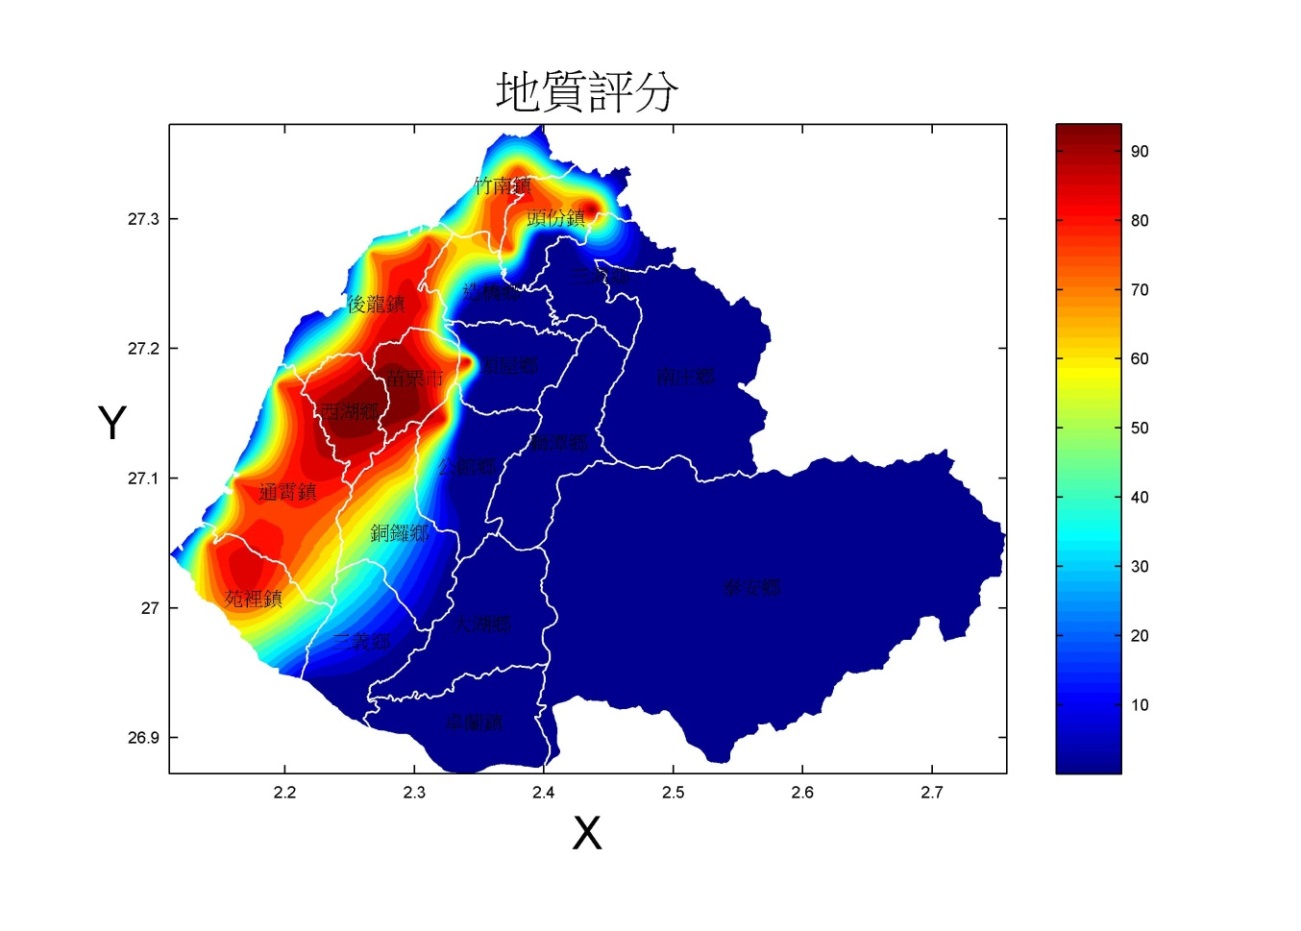 地質評分
90
80
70
60
50
40
30
20
10
27.3
27.2
27.1
27
26.9
Y
2.2
2.3
2.4
2.5
2.6
2.7
X
竹南鎮
頭份鎮
三灣鄉
造橋鄉
後龍鎮
頭屋鄉
南庄鄉
苗栗市
西湖鄉
獅潭鄉
公館鄉
通霄鎮
銅鑼鄉
泰安鄉
苑裡鎮
大湖鄉
三義鄉
卓蘭鎮